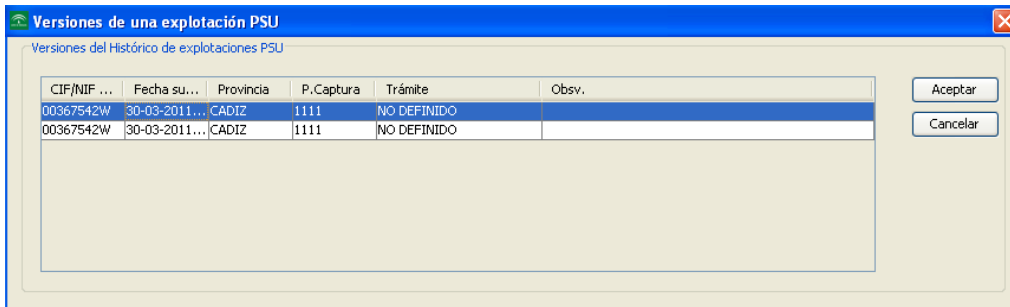 Versiones de una explotación PSU
Versiones del Histórico de explotaciones PSU
CIF/NIF ... Fecha su... Provincia P.Captura Trámite Obsv.
00367542W 30-03-2011... CADIZ 1111 NO DEFINIDO
00367542W 30-03-2011... CADIZ 1111 NO DEFINIDO
Aceptar
Cancelar